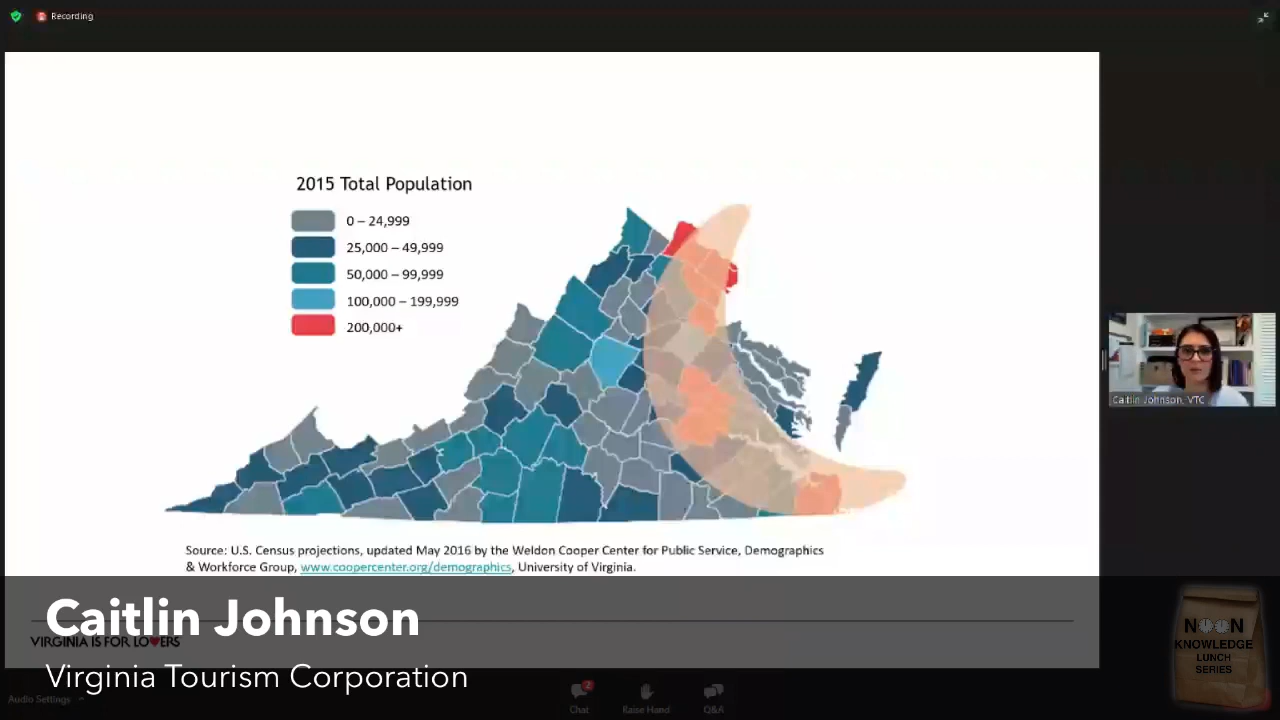 Recording
2015 Total Population
0 – 24,999
25,000 – 49,999
50,000 – 99,999
100,000 – 199,999
200,000+
Source: U.S. Census projections, updated May 2016 by the Weldon Cooper Center for Public Service, Demographics
& Workforce Group, www.coopercenter.org/demographics, University of Virginia.
Caitlin Johnson, VTC
Caitlin Johnson
VIRGINIA IS FOR LO♥ERS
Virginia Tourism Corporation
NOON
KNOWLEDGE
LUNCH
SERIES
Audio Settings
2
Chat
Raise Hand
Q&A